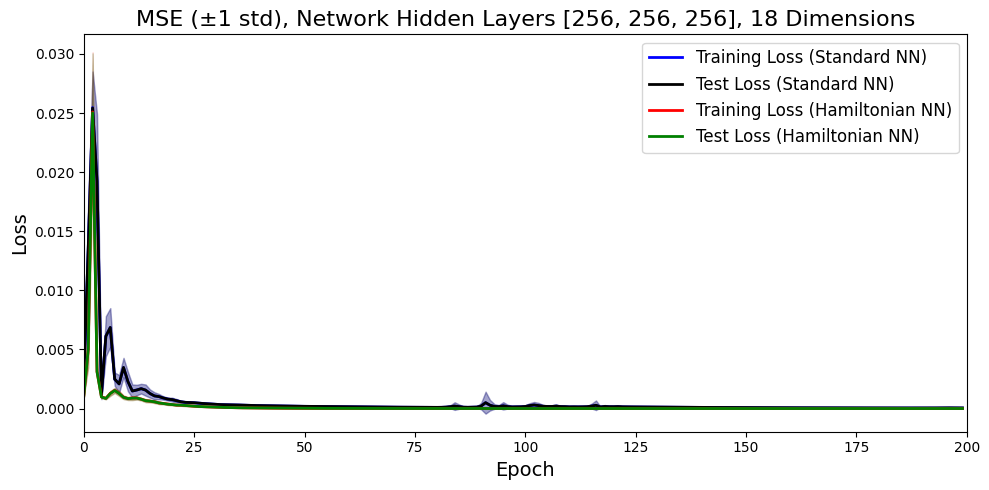 MSE (±1 std), Network Hidden Layers [256, 256, 256], 18 Dimensions
Training Loss (Standard NN)
Test Loss (Standard NN)
Training Loss (Hamiltonian NN)
Test Loss (Hamiltonian NN)
Loss
0.030
0.025
0.020
0.015
0.010
0.005
0.000
0 25 50 75 100 125 150 175 200
Epoch